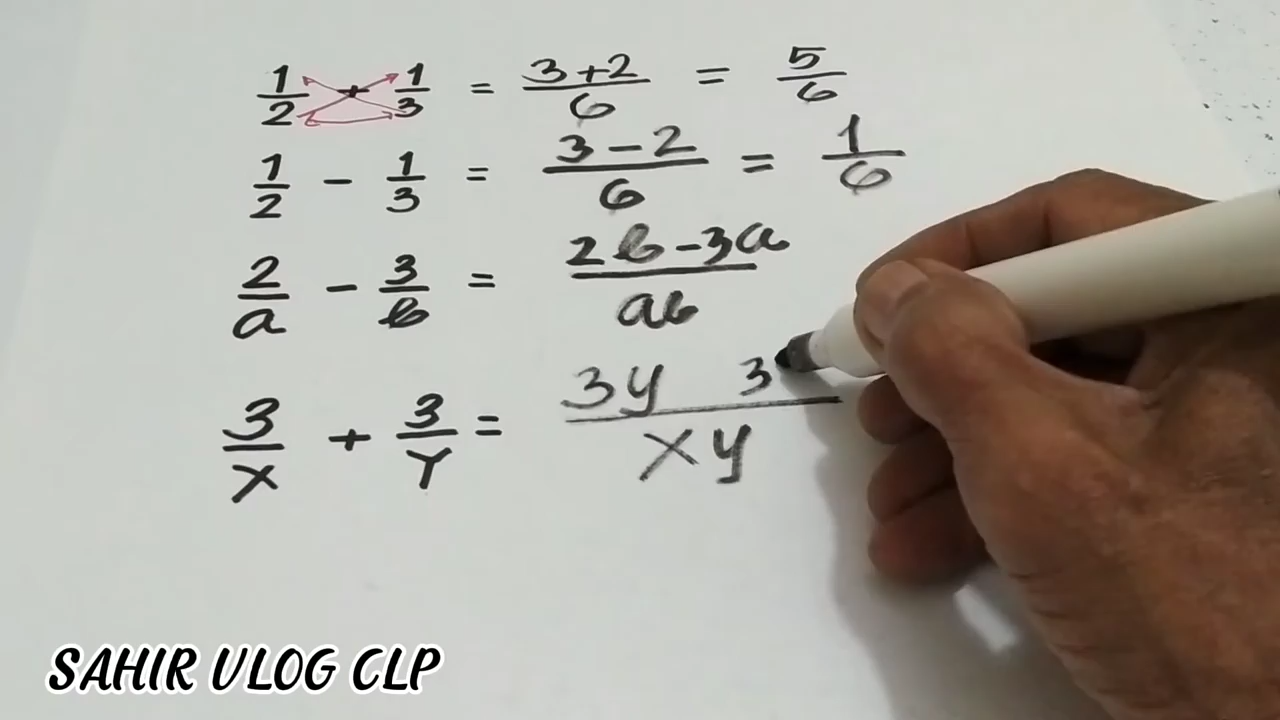 1/2 + 1/3 = 3+2/6 = 5/6
1/2 - 1/3 = 3-2/6 = 1/6
2/a - 3/b = 2b-3a/ab
3/x + 3/Y = 3y 3/xy
SAHIR VLOG CLP